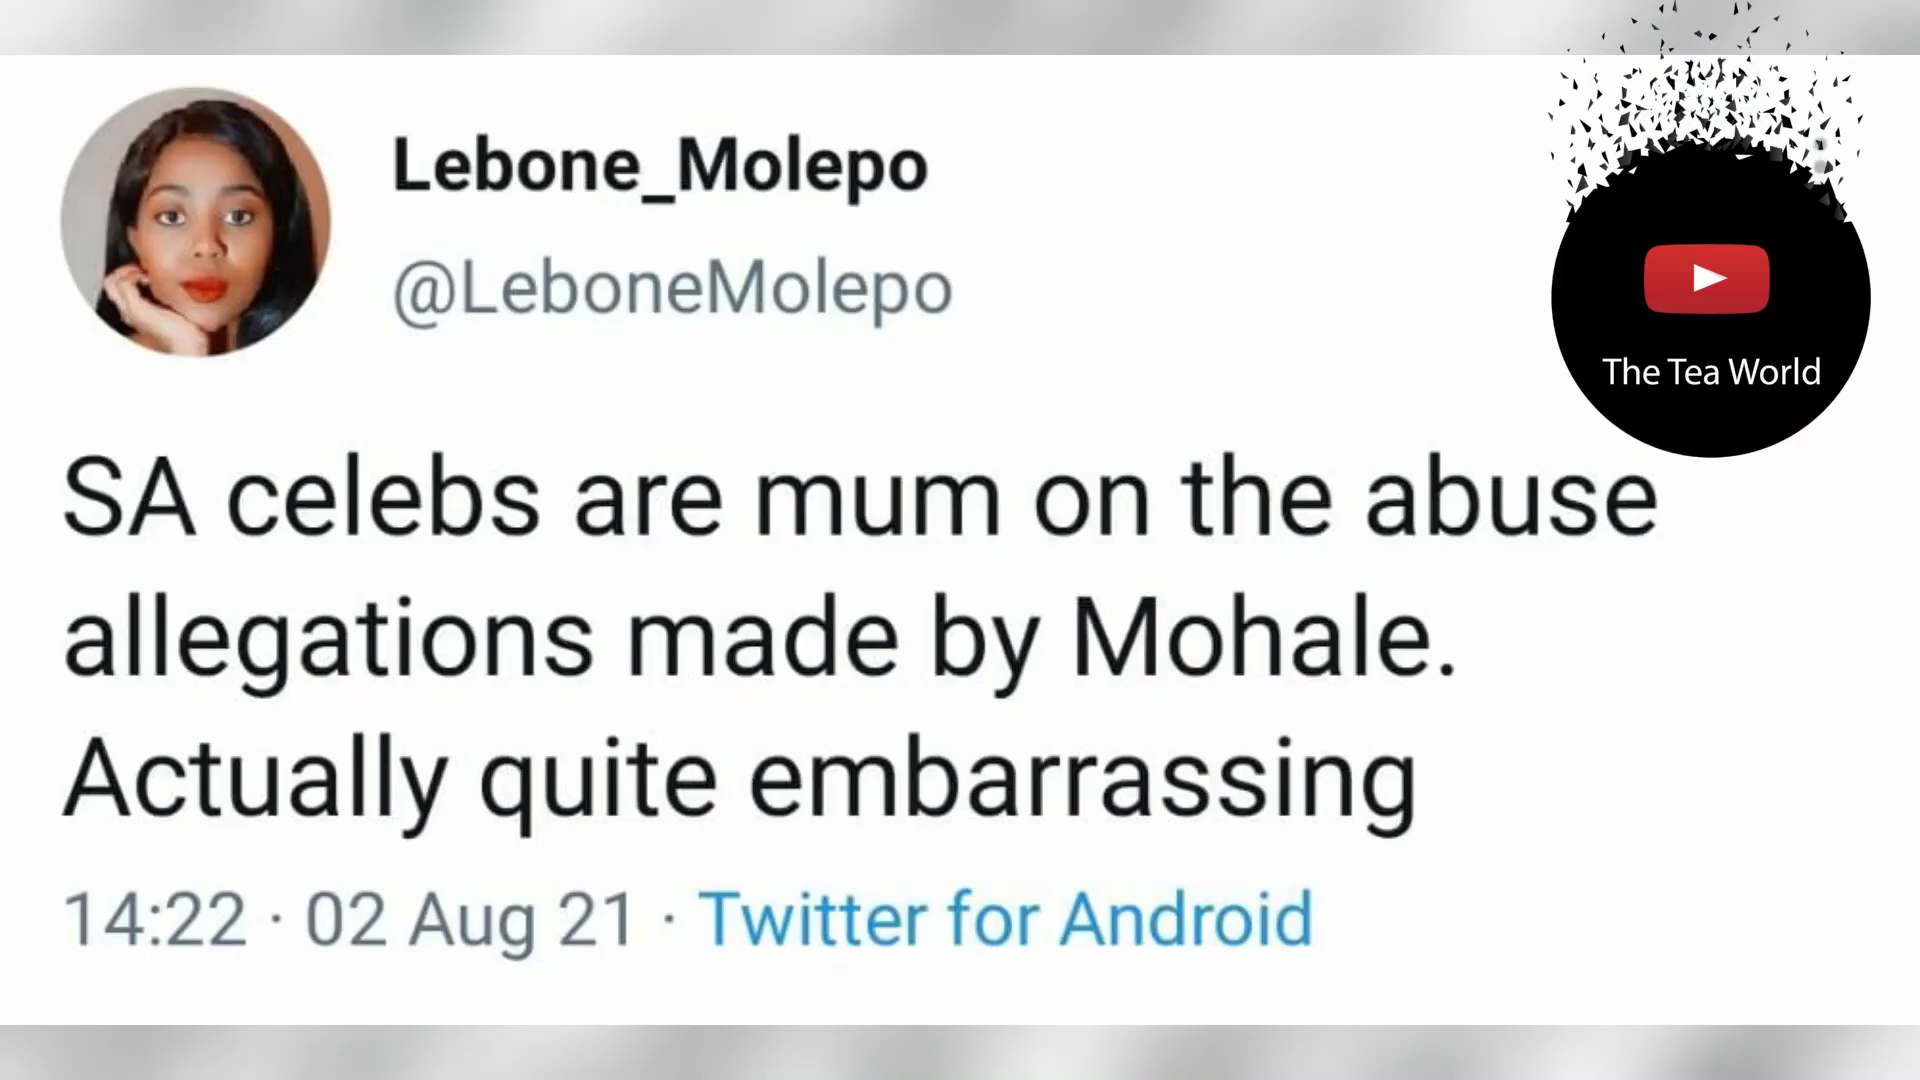 Lebone_Molepo
@LeboneMolepo
The Tea World
SA celebs are mum on the abuse
allegations made by Mohale.
Actually quite embarrassing
14:22 · 02 Aug 21 · Twitter for Android